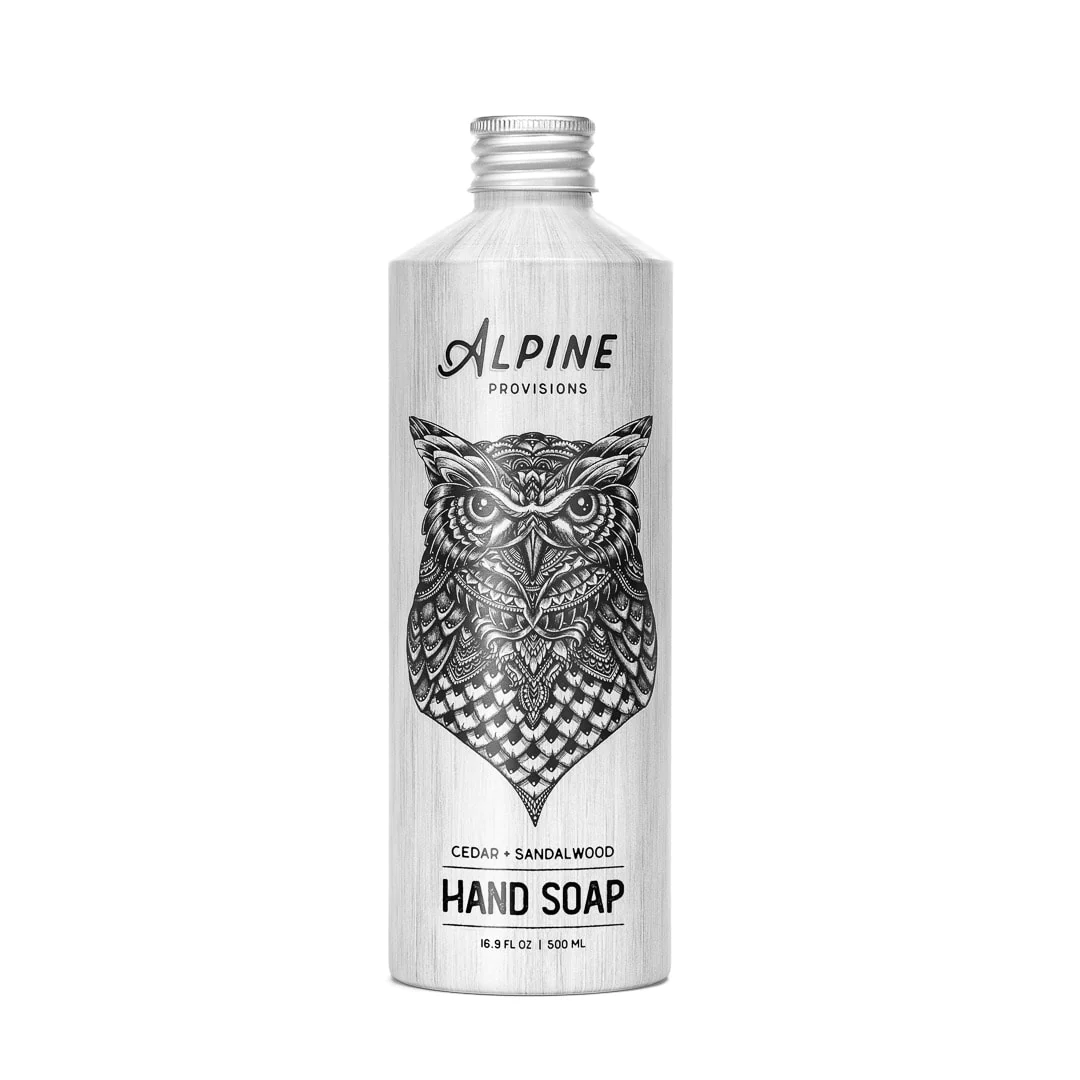 ALPINE
PROVISIONS
CEDAR + SANDALWOOD
HAND SOAP
16.9 FL OZ | 500 ML